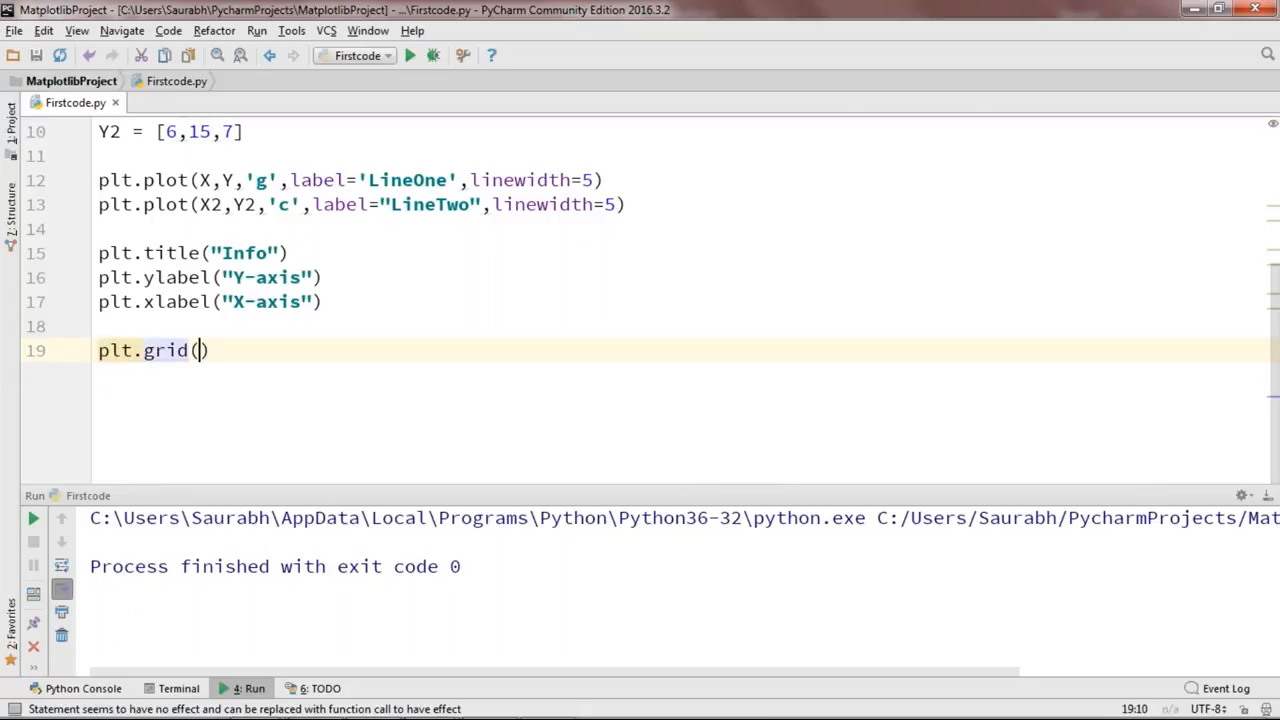 MatplotlibProject - [C:\Users\Saurabh\PycharmProjects\MatplotlibProject] - ...\Firstcode.py - PyCharm Community Edition 2016.3.2
File Edit View Navigate Code Refactor Run Tools VCS Window Help
Firstcode
MatplotlibProject Firstcode.py
Firstcode.py
1: Project
Z: Structure
2: Favorites
10 Y2 = [6,15,7]
11
12 plt.plot(X,Y,'g',label='LineOne',linewidth=5)
13 plt.plot(X2,Y2,'c',label="LineTwo",linewidth=5)
14
15 plt.title("Info")
16 plt.ylabel("Y-axis")
17 plt.xlabel("X-axis")
18
19 plt.grid()
Run Firstcode
C:\Users\Saurabh\AppData\Local\Programs\Python\Python36-32\python.exe C:/Users/Saurabh/PycharmProjects/Mat
Process finished with exit code 0
Python Console Terminal 4: Run 6: TODO Event Log
Statement seems to have no effect and can be replaced with function call to have effect 19:10 n/a UTF-8